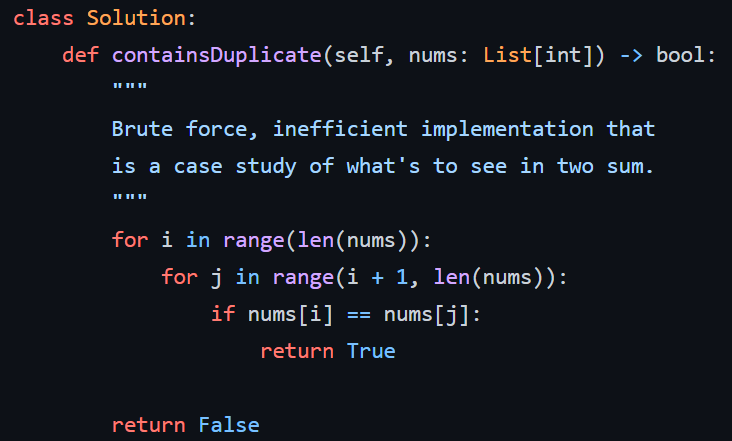 class Solution:
    def containsDuplicate(self, nums: List[int]) -> bool:
        """
        Brute force, inefficient implementation that
        is a case study of what's to see in two sum.
        """
        for i in range(len(nums)):
            for j in range(i + 1, len(nums)):
                if nums[i] == nums[j]:
                    return True
        return False